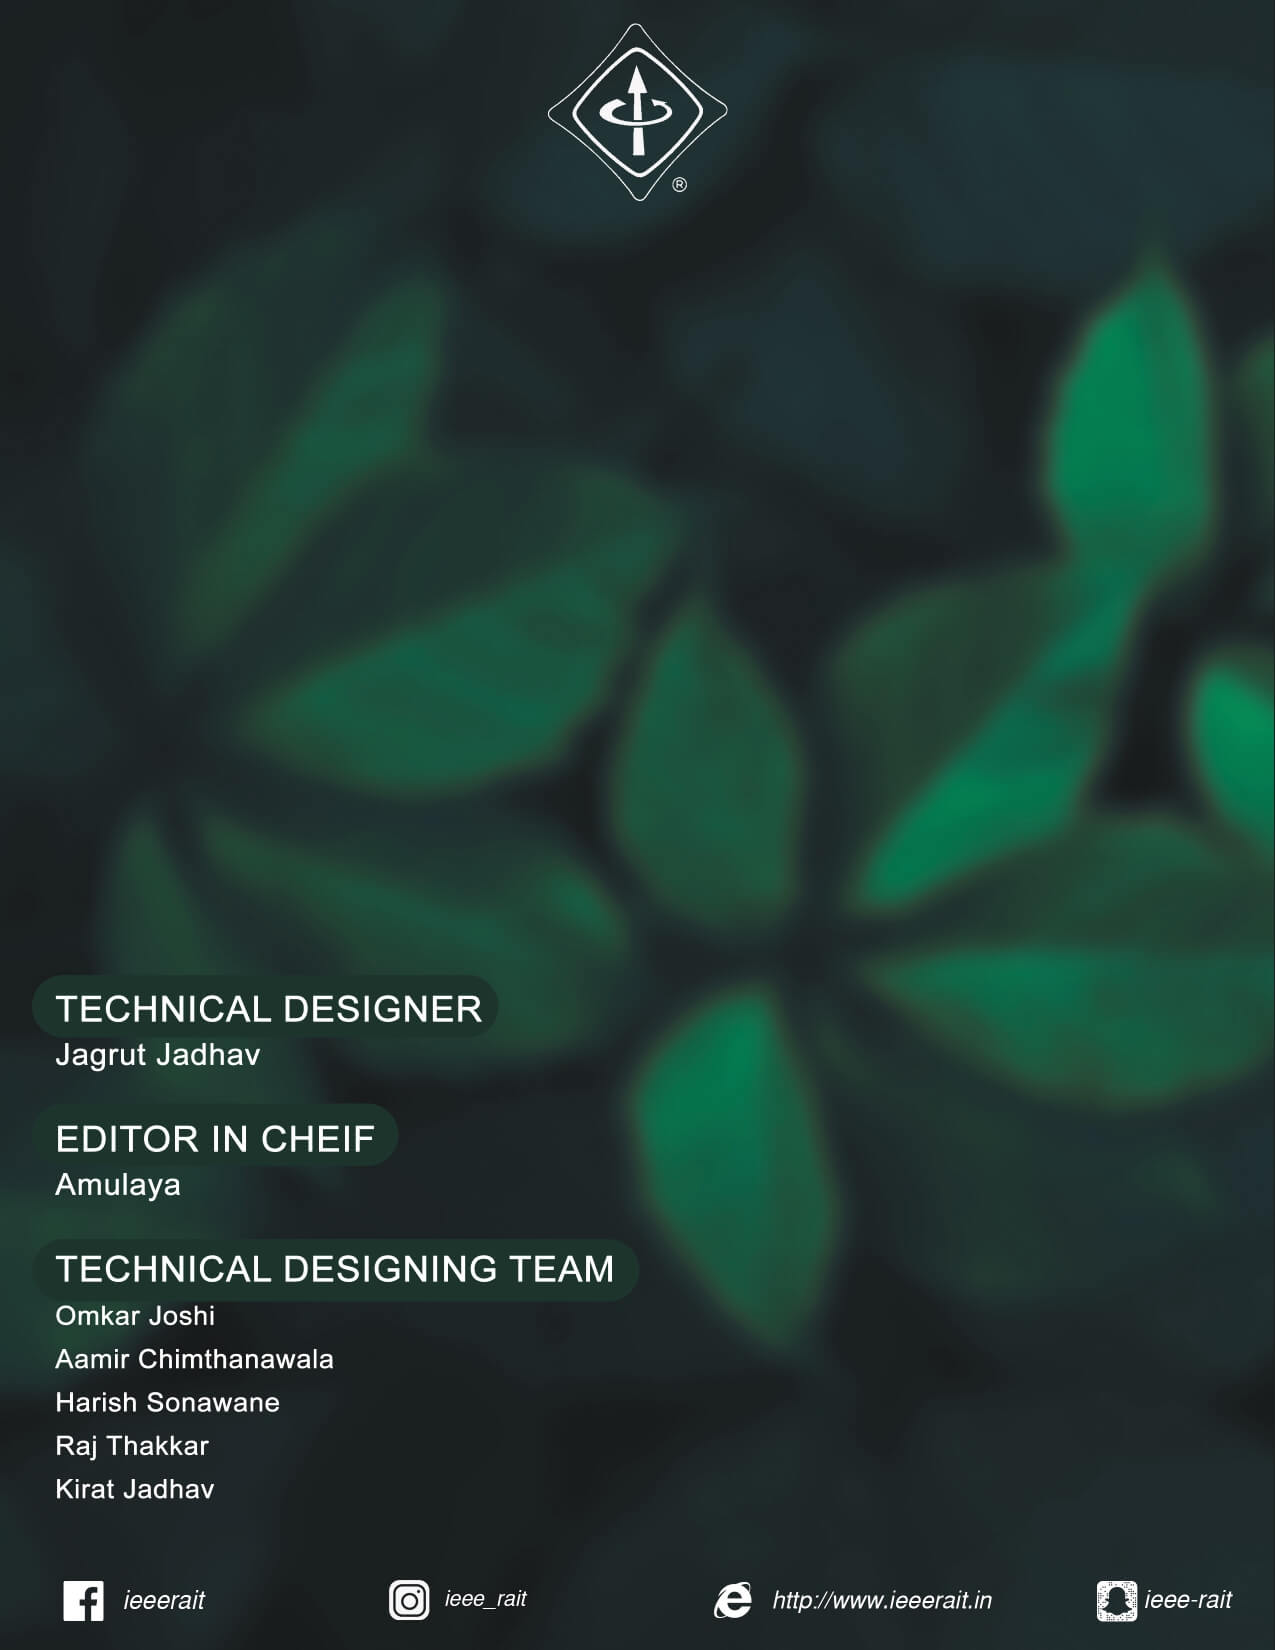 ®
TECHNICAL DESIGNER
Jagrut Jadhav
EDITOR IN CHEIF
Amulaya
TECHNICAL DESIGNING TEAM
Omkar Joshi
Aamir Chimthanawala
Harish Sonawane
Raj Thakkar
Kirat Jadhav
ieeerait
ieee_rait
http://www.ieeerait.in
ieee-rait